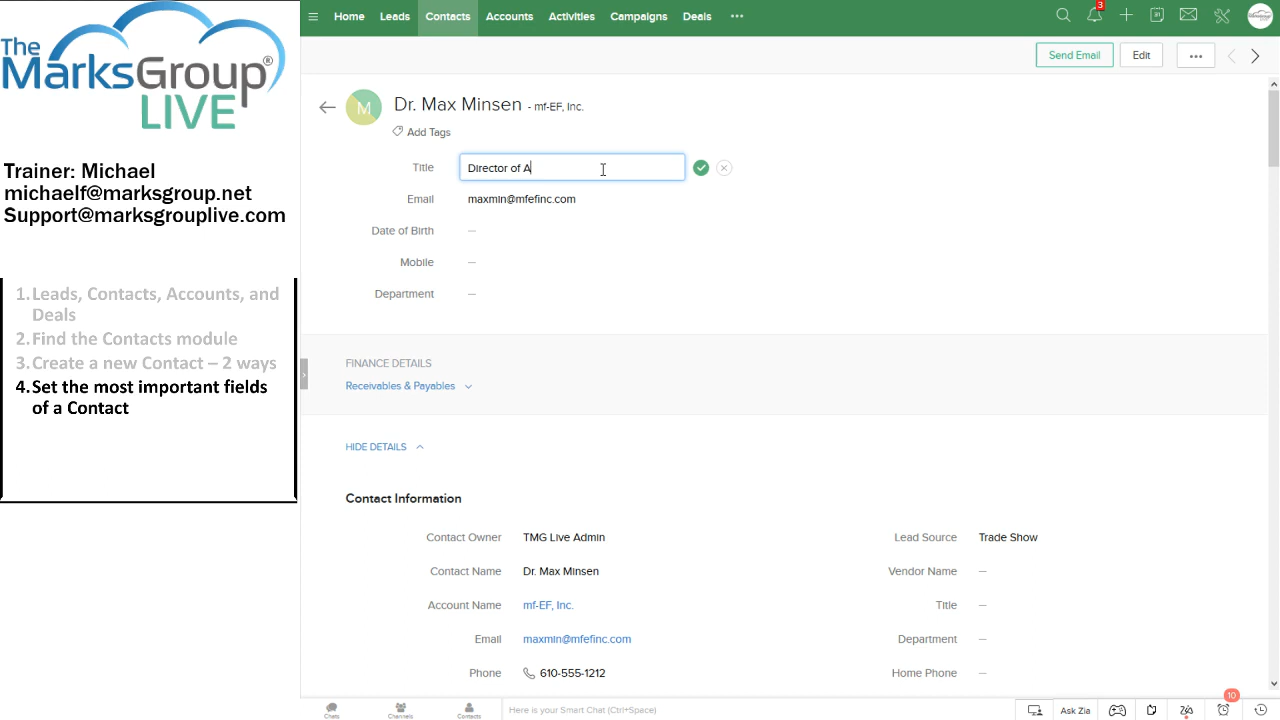 The
MarksGroup®
LIVE
Trainer: Michael
michaelf@marksgroup.net
Support@marksgrouplive.com
1. Leads, Contacts, Accounts, and
Deals
2. Find the Contacts module
3. Create a new Contact – 2 ways
4. Set the most important fields
of a Contact
Home Leads Contacts Accounts Activities Campaigns Deals ••• 3
Send Email Edit •••
M Dr. Max Minsen - mf-EF, Inc.
Add Tags
Title Director of A
Email maxmin@mfefinc.com
Date of Birth —
Mobile —
Department —
FINANCE DETAILS
Receivables & Payables
HIDE DETAILS
Contact Information
Contact Owner TMG Live Admin Lead Source Trade Show
Contact Name Dr. Max Minsen Vendor Name —
Account Name mf-EF, Inc. Title —
Email maxmin@mfefinc.com Department —
Phone 610-555-1212 Home Phone —
Chats Channels Contacts Here is your Smart Chat (Ctrl+Space) Ask Zia 10